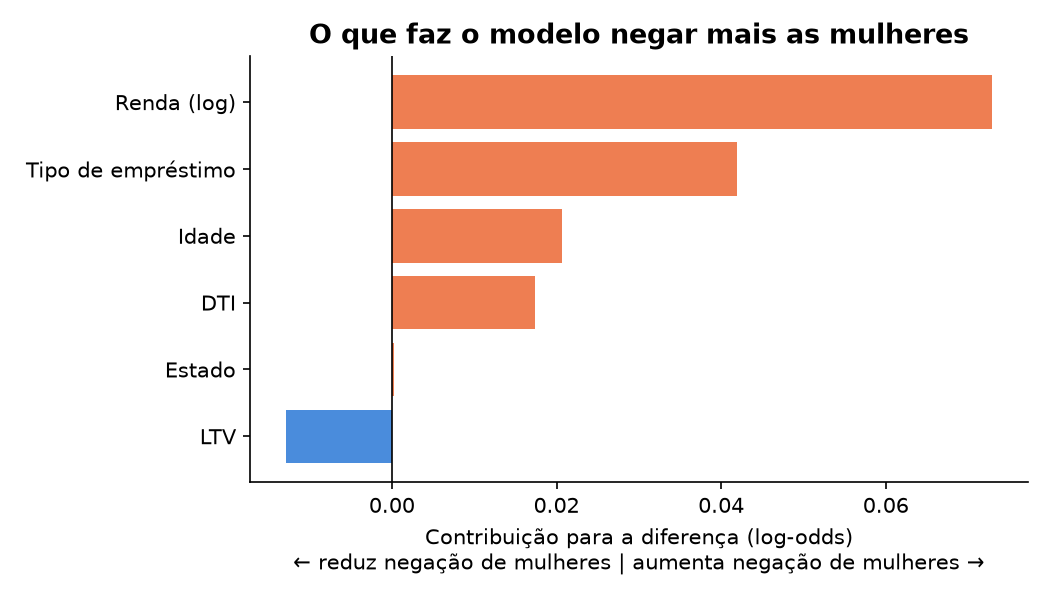 O que faz o modelo negar mais as mulheres
Renda (log)
Tipo de empréstimo
Idade
DTI
Estado
LTV
0.00 0.02 0.04 0.06
Contribuição para a diferença (log-odds)
← reduz negação de mulheres | aumenta negação de mulheres →